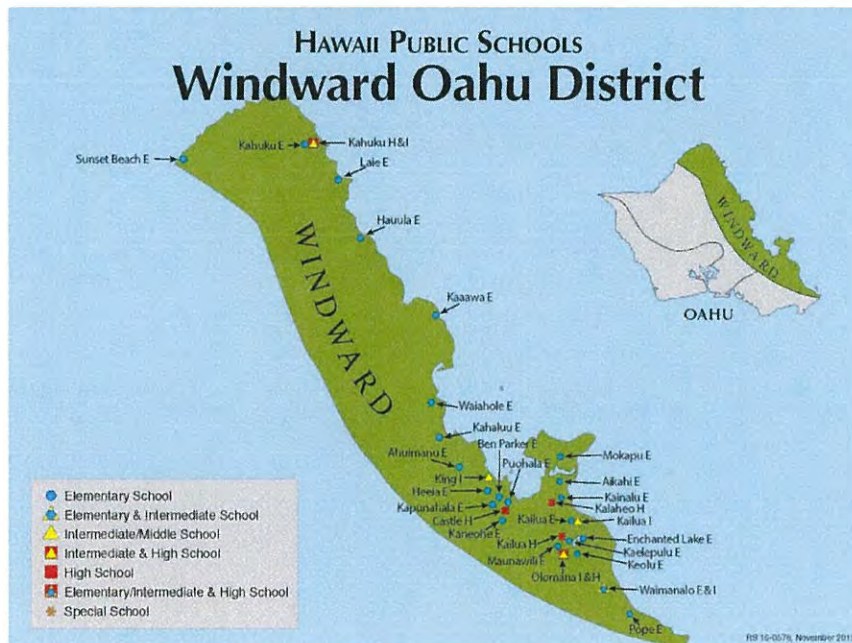 HAWAII PUBLIC SCHOOLS
Windward Oahu District
Kahuku E
Kahuku H&I
Sunset Beach E
Laie E
Hauula E
WINDWARD
WINDWARD
OAHU
Kaaawa E
Waiahole E
Kahaluu E
Ben Parker E
Ahuimanu E
Puohala E
Mokapu E
King I
Aikahi E
Heeia E
Kainalu E
Kapunahala E
Kalaheo H
Castle H
Kailua E
Kailua I
Kaneohe E
Kailua H
Enchanted Lake E
Kaelepulu E
Maunawili E
Keolu E
Olomana I & H
Waimanalo E & I
Pope E
Elementary School
Elementary & Intermediate School
Intermediate/Middle School
Intermediate & High School
High School
Elementary/Intermediate & High School
Special School